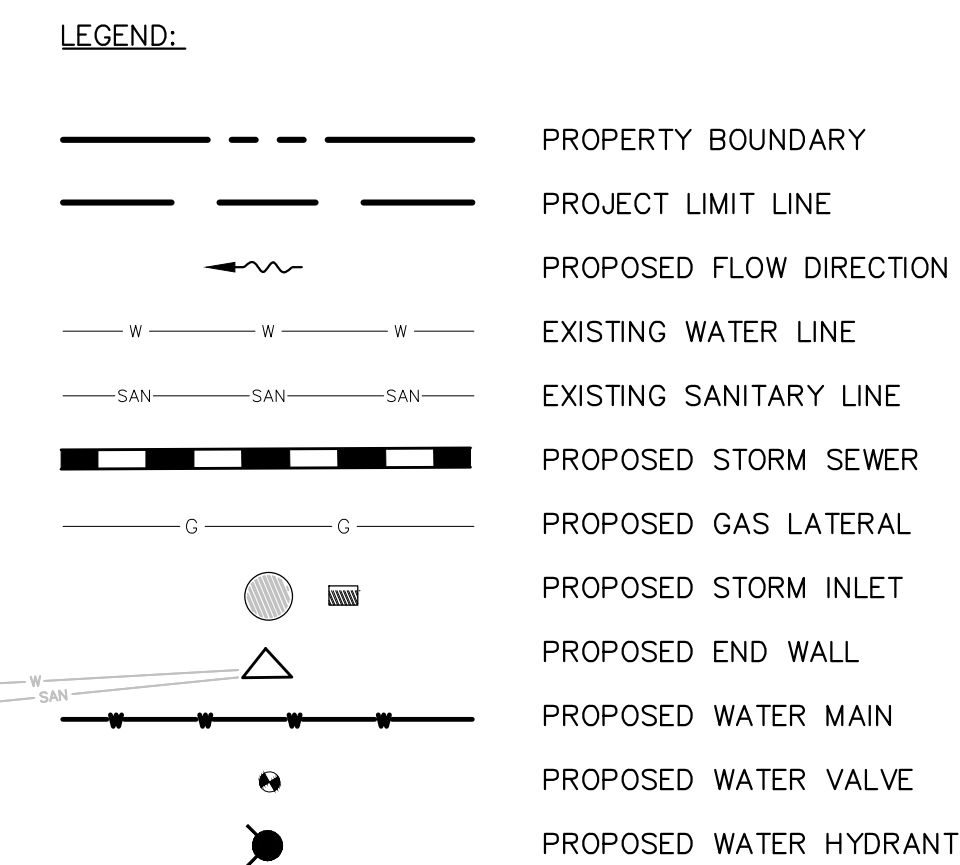 LEGEND:
PROPERTY BOUNDARY
PROJECT LIMIT LINE
PROPOSED FLOW DIRECTION
W W W EXISTING WATER LINE
SAN SAN SAN EXISTING SANITARY LINE
PROPOSED STORM SEWER
G G PROPOSED GAS LATERAL
PROPOSED STORM INLET
PROPOSED END WALL
W
SAN
W W W W PROPOSED WATER MAIN
PROPOSED WATER VALVE
PROPOSED WATER HYDRANT